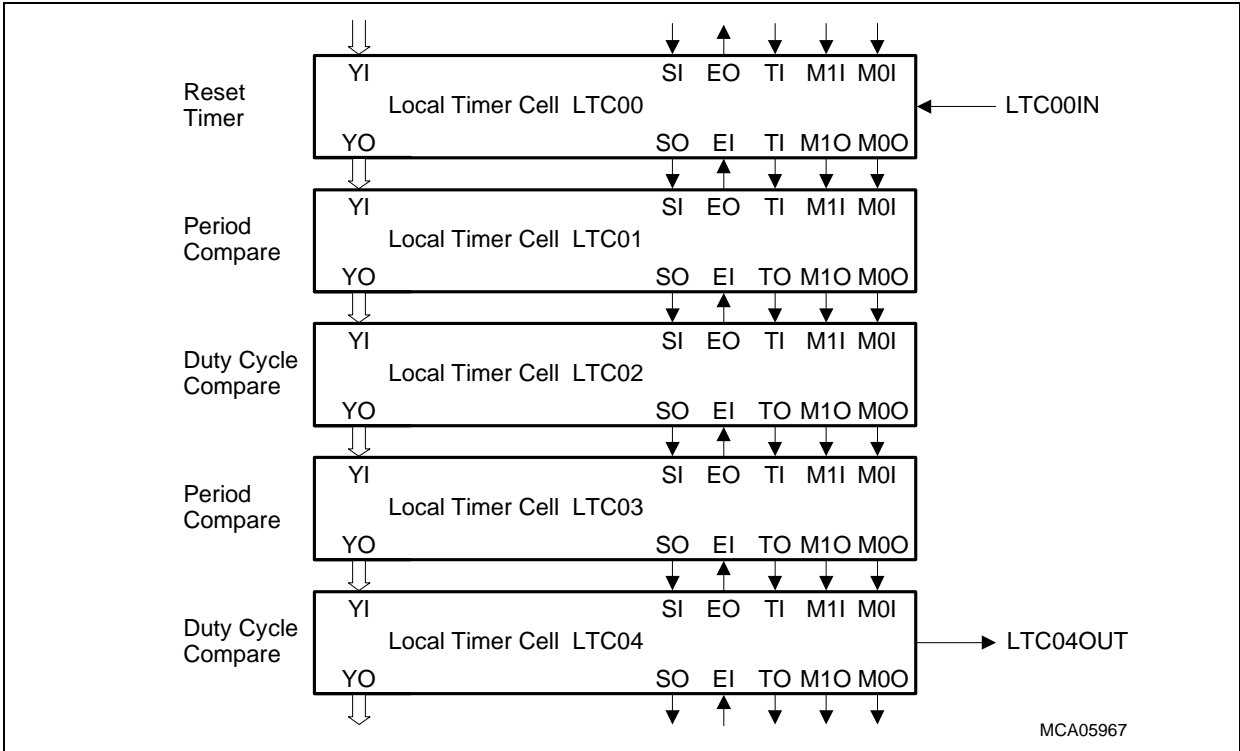 YI SI EO TI M1I M0I
Reset
Timer
Local Timer Cell LTC00
LTC00IN
YO SO EI TI M1O M0O
YI SI EO TI M1I M0I
Period
Compare
Local Timer Cell LTC01
YO SO EI TO M1O M0O
YI SI EO TI M1I M0I
Duty Cycle
Compare
Local Timer Cell LTC02
YO SO EI TO M1O M0O
YI SI EO TI M1I M0I
Period
Compare
Local Timer Cell LTC03
YO SO EI TO M1O M0O
YI SI EO TI M1I M0I
Duty Cycle
Compare
Local Timer Cell LTC04
LTC04OUT
YO SO EI TO M1O M0O
MCA05967